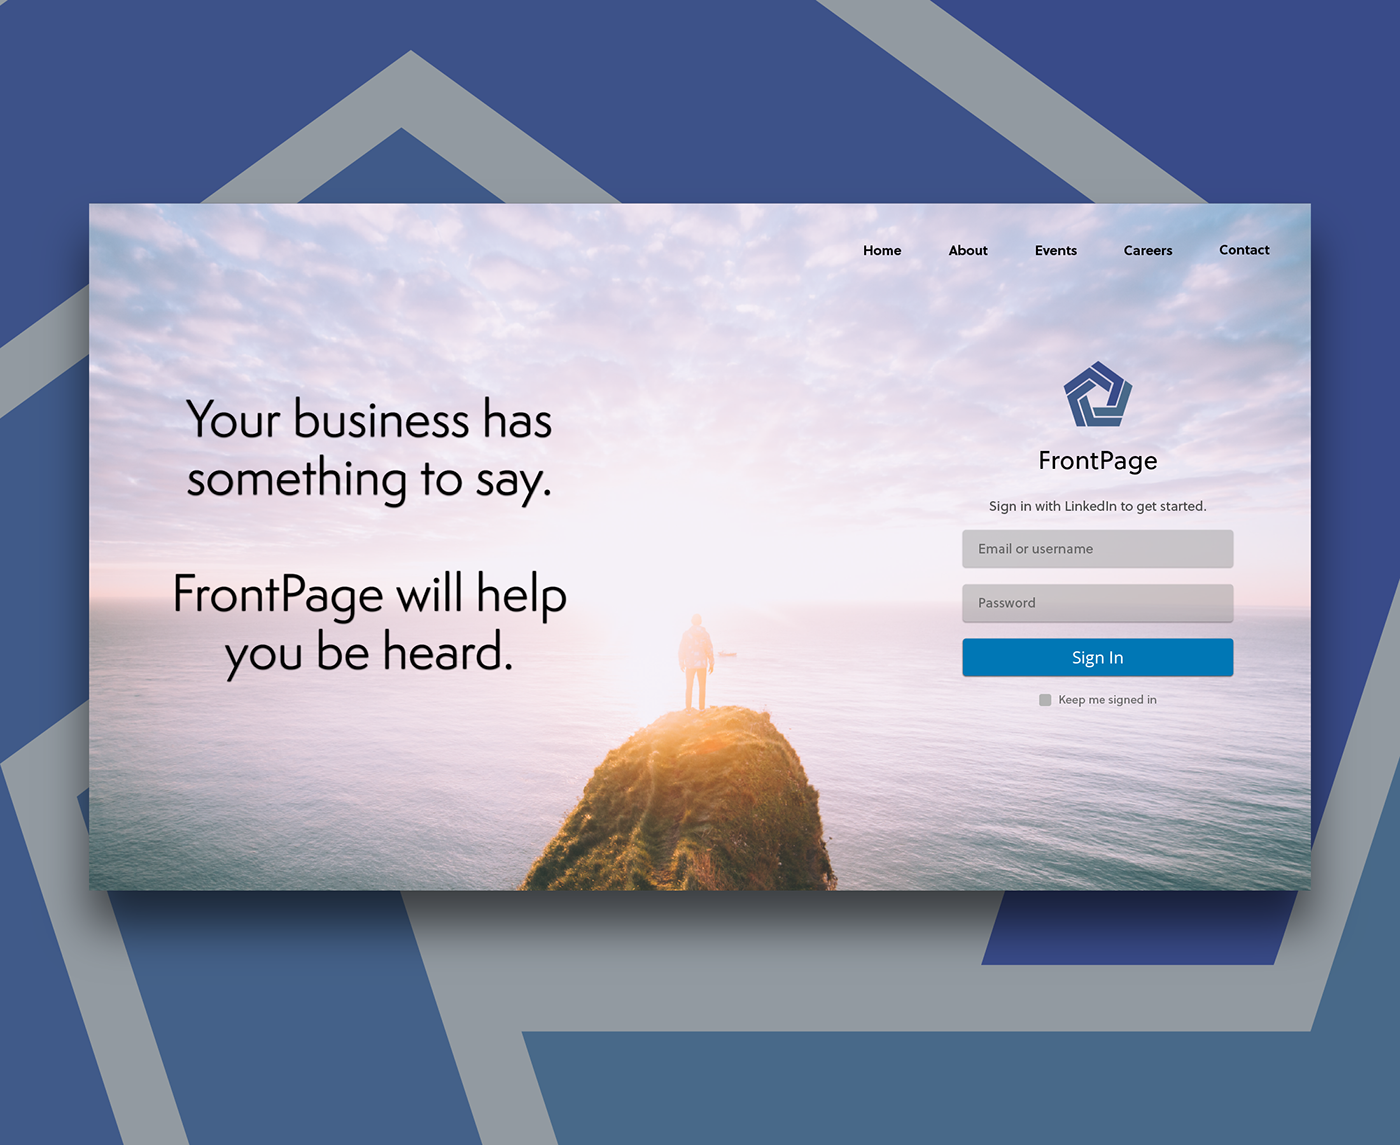 Home About Events Careers Contact
Your business has
something to say.
FrontPage will help
you be heard.
FrontPage
Sign in with LinkedIn to get started.
Email or username
Password
Sign In
Keep me signed in